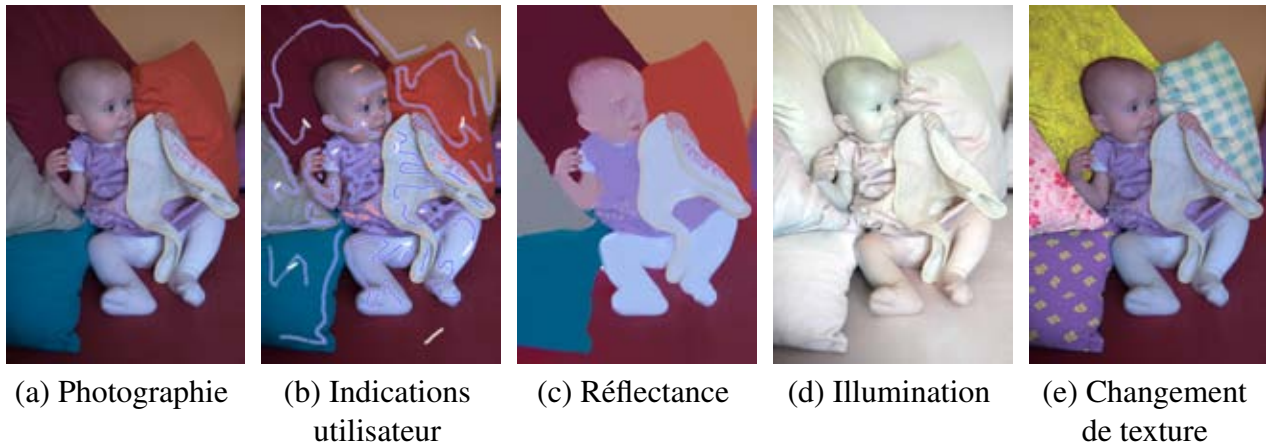 (a) Photographie
(b) Indications
utilisateur
(c) Réflectance
(d) Illumination
(e) Changement
de texture